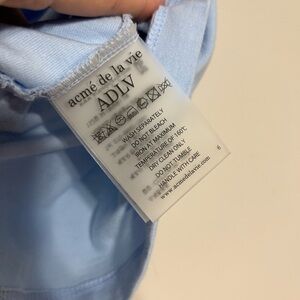 acmé de la vie
ADLV
WASH SEPARATELY
DO NOT BLEACH
IRON AT MAXIMUM
TEMPERATURE OF 160℃
DRY CLEAN ONLY
DO NOT TUMBLE
HANDLE WITH CARE
www.acmedelavie.com